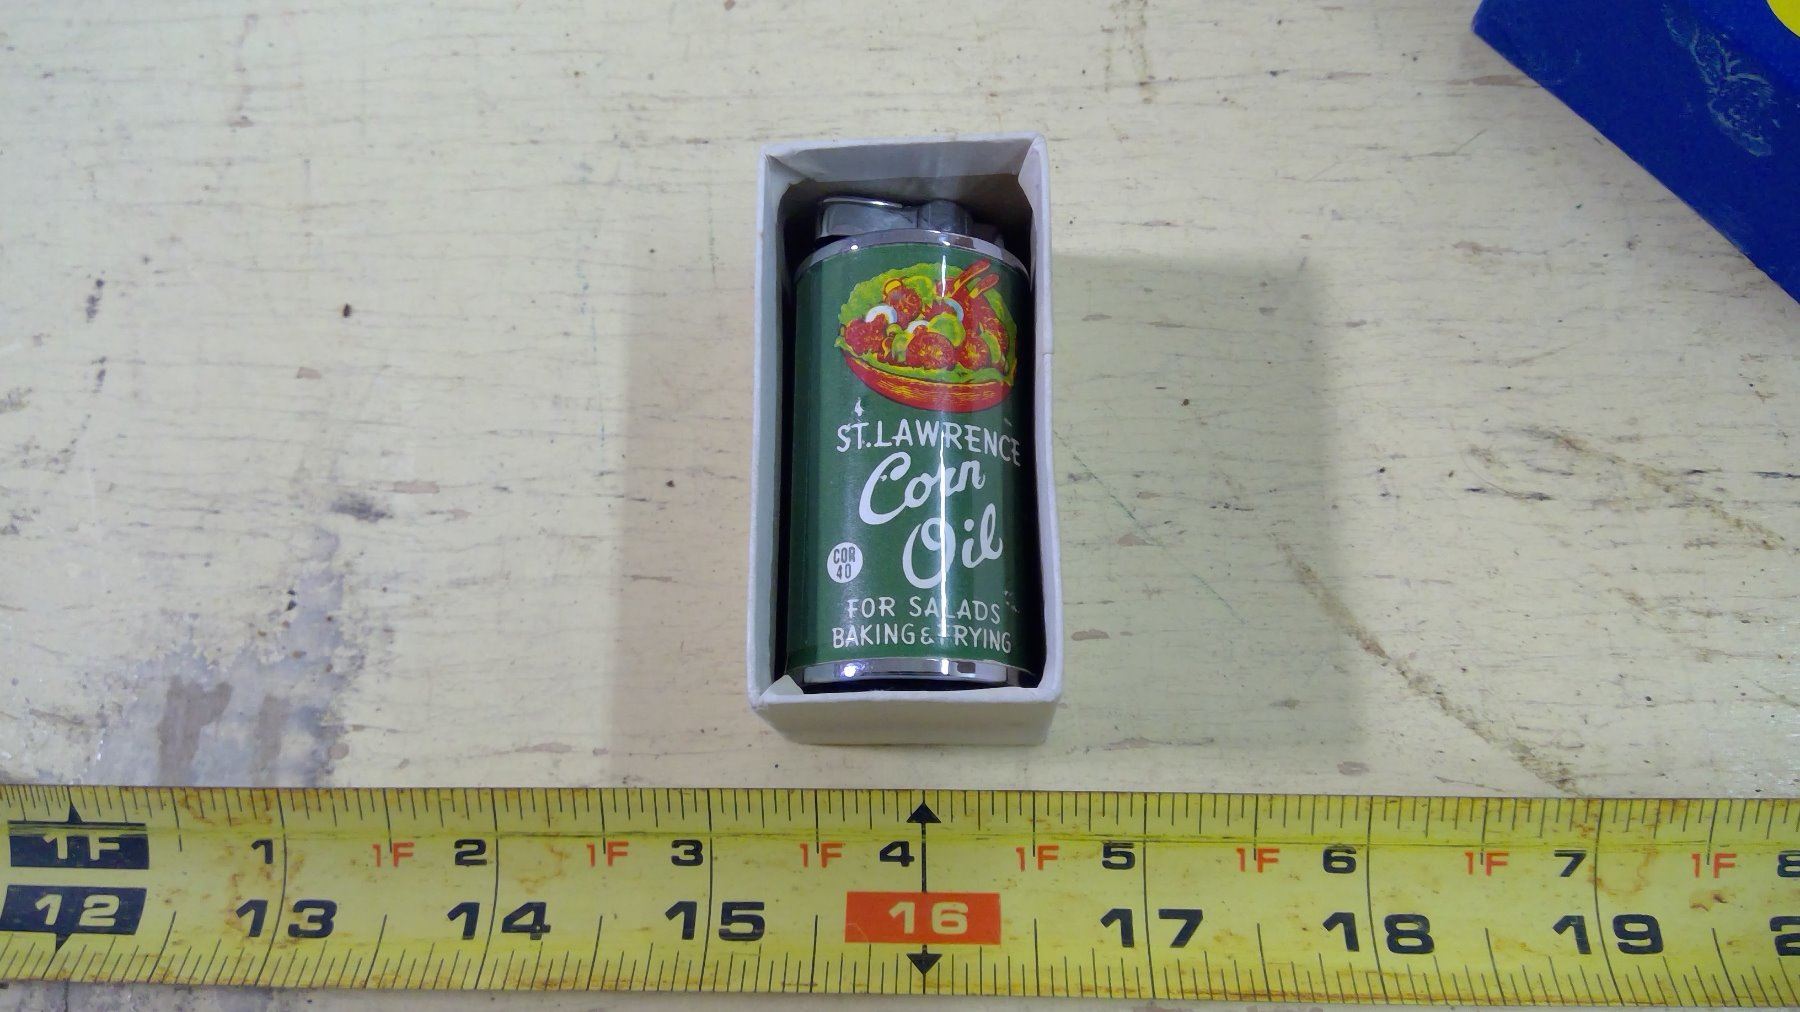 ST. LAWRENCE
Corn
Oil
COR
40
FOR SALADS
BAKING & FRYING
1F 1 1F 2 1F 3 1F 4 1F 5 1F 6 1F 7 1F 8
12 13 14 15 16 17 18 19